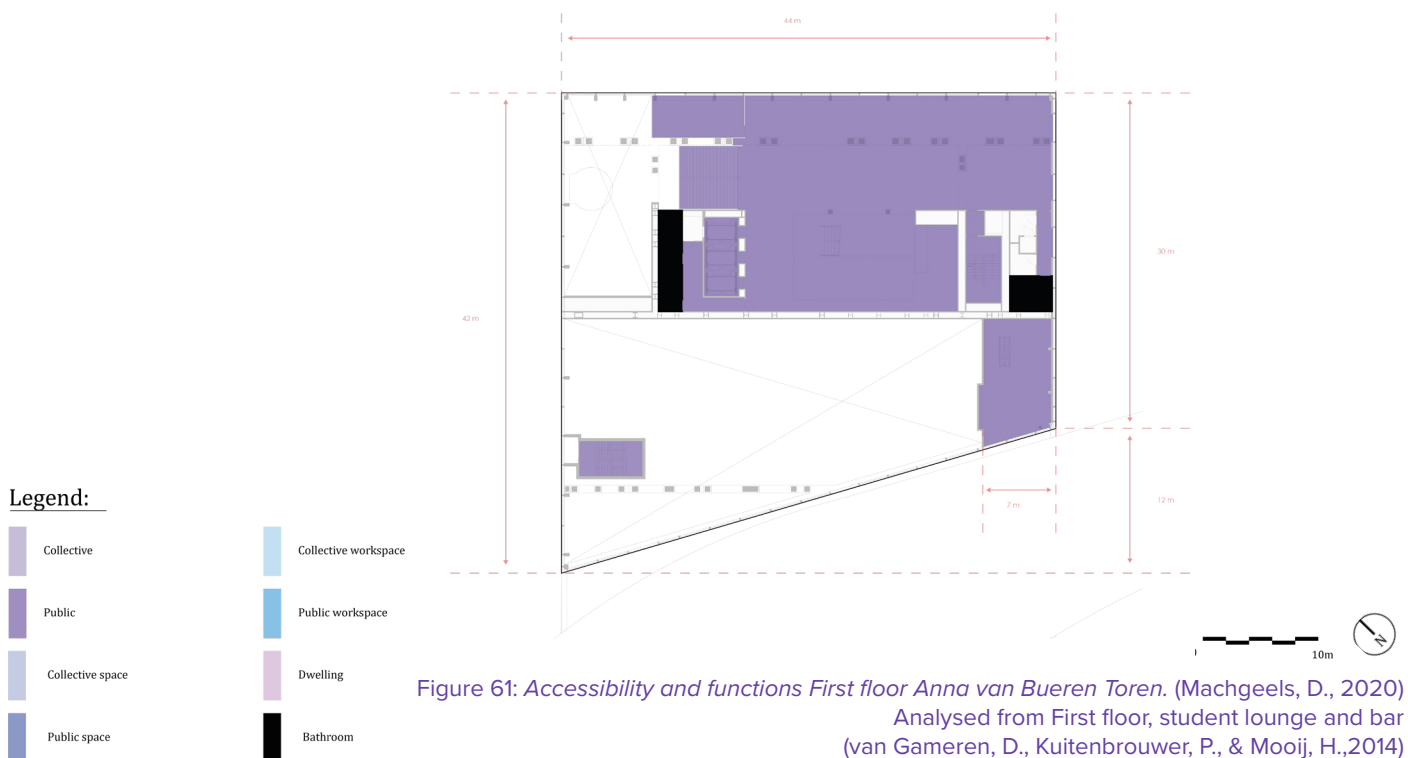 44 m
30 m
42 m
12 m
7 m
Legend:
Collective
Collective workspace
Public
Public workspace
Collective space
Dwelling
Public space
Bathroom
10m
N
Figure 61: Accessibility and functions First floor Anna van Bueren Toren. (Machgeels, D., 2020)
Analysed from First floor, student lounge and bar
(van Gameren, D., Kuitenbrouwer, P., & Mooij, H.,2014)